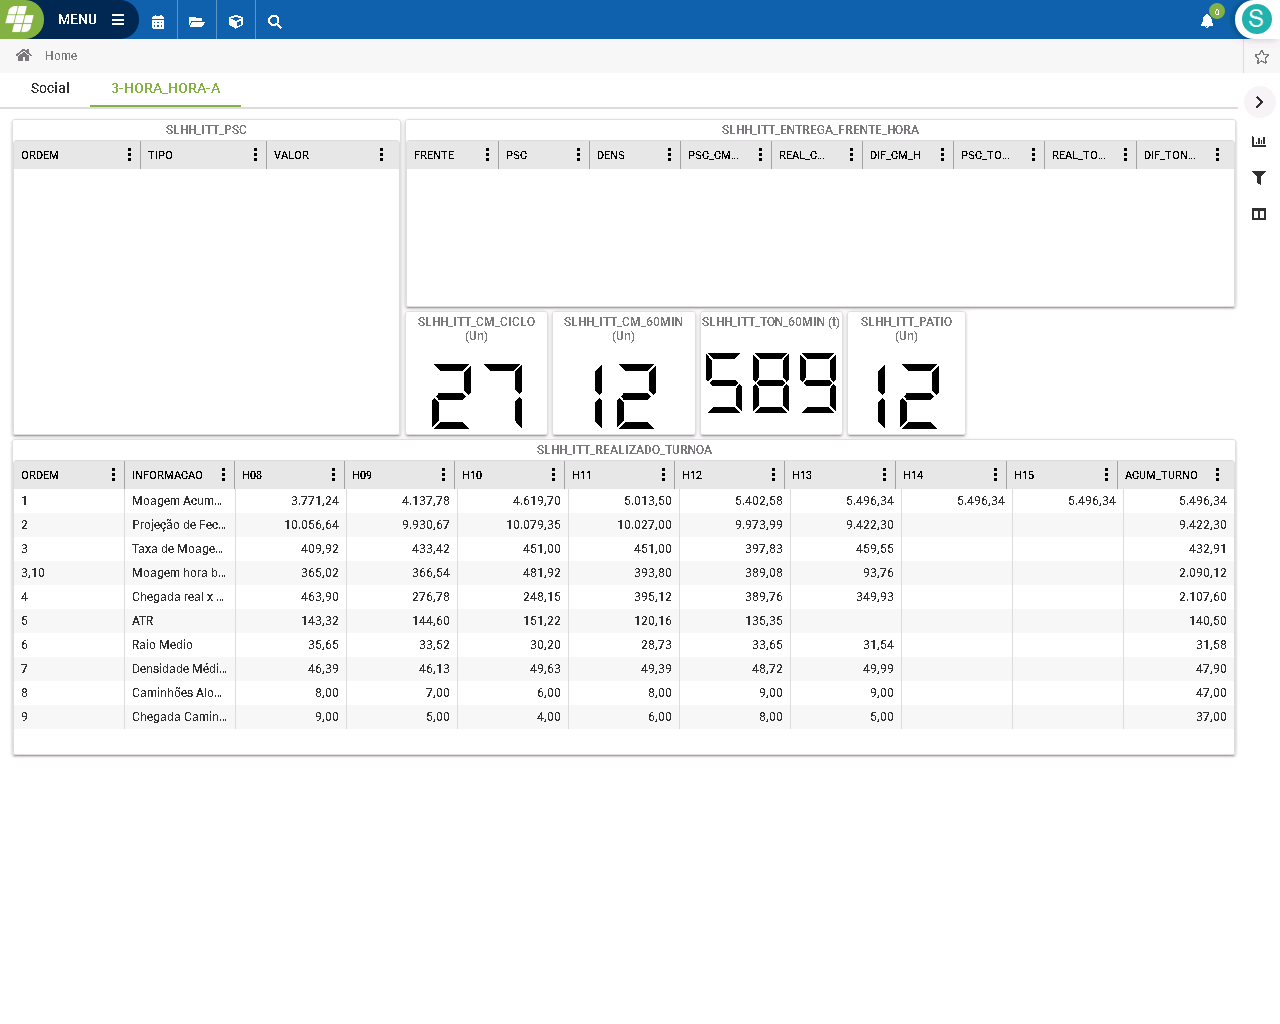 MENU
0
S
Home
Social 3-HORA_HORA-A
SLHH_ITT_PSC
ORDEM TIPO VALOR
SLHH_ITT_ENTREGA_FRENTE_HORA
FRENTE PSC DENS PSC_CM... REAL_C... DIF_CM_H PSC_TO... REAL_TO... DIF_TON...
SLHH_ITT_CM_CICLO
(Un)
27
SLHH_ITT_CM_60MIN
(Un)
12
SLHH_ITT_TON_60MIN (t)
589
SLHH_ITT_PATIO
(Un)
12
SLHH_ITT_REALIZADO_TURNOA
ORDEM INFORMACAO H08 H09 H10 H11 H12 H13 H14 H15 ACUM_TURNO
1 Moagem Acum... 3.771,24 4.137,78 4.619,70 5.013,50 5.402,58 5.496,34 5.496,34 5.496,34 5.496,34
2 Projeção de Fec... 10.056,64 9.930,67 10.079,35 10.027,00 9.973,99 9.422,30 9.422,30
3 Taxa de Moage... 409,92 433,42 451,00 451,00 397,83 459,55 432,91
3,10 Moagem hora b... 365,02 366,54 481,92 393,80 389,08 93,76 2.090,12
4 Chegada real x ... 463,90 276,78 248,15 395,12 389,76 349,93 2.107,60
5 ATR 143,32 144,60 151,22 120,16 135,35 140,50
6 Raio Medio 35,65 33,52 30,20 28,73 33,65 31,54 31,58
7 Densidade Médi... 46,39 46,13 49,63 49,39 48,72 49,99 47,90
8 Caminhões Alo... 8,00 7,00 6,00 8,00 9,00 9,00 47,00
9 Chegada Camin... 9,00 5,00 4,00 6,00 8,00 5,00 37,00